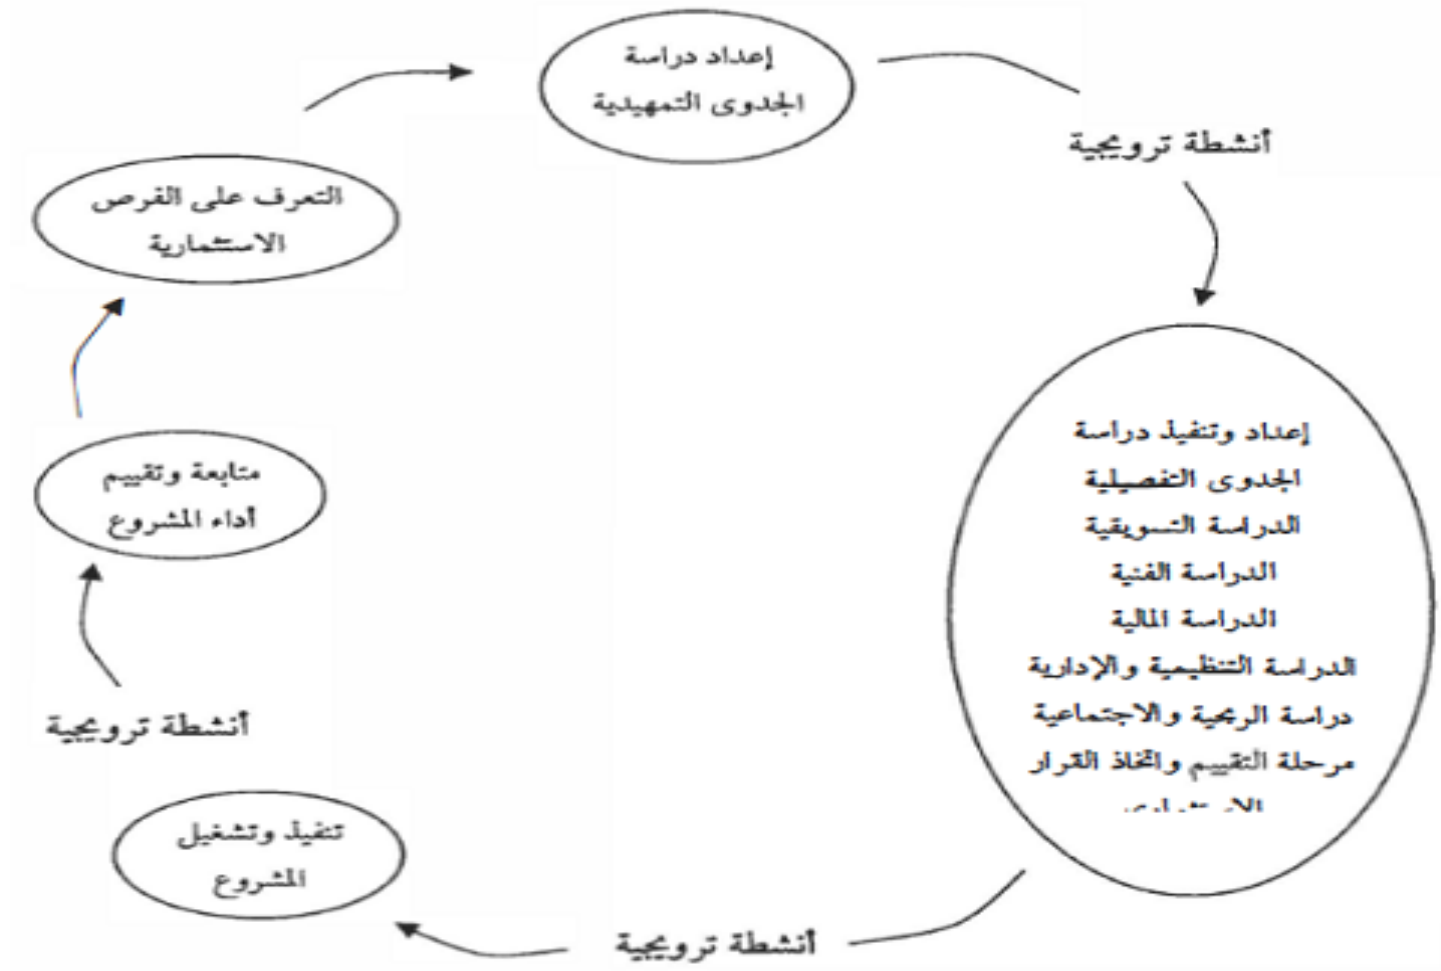 إعداد دراسة
الجدوى التمهيدية
أنشطة ترويجية
التعرف على الفرص
الاستثمارية
إعداد وتنفيذ دراسة
الجدوى التفصيلية
الدراسة التسويقية
الدراسة الفنية
الدراسة المالية
الدراسة التنظيمية والإدارية
دراسة الربحية والاجتماعية
مرحلة التقييم واتخاذ القرار
متابعة وتقييم
أداء المشروع
أنشطة ترويجية
تنفيذ وتشغيل
المشروع
أنشطة ترويجية